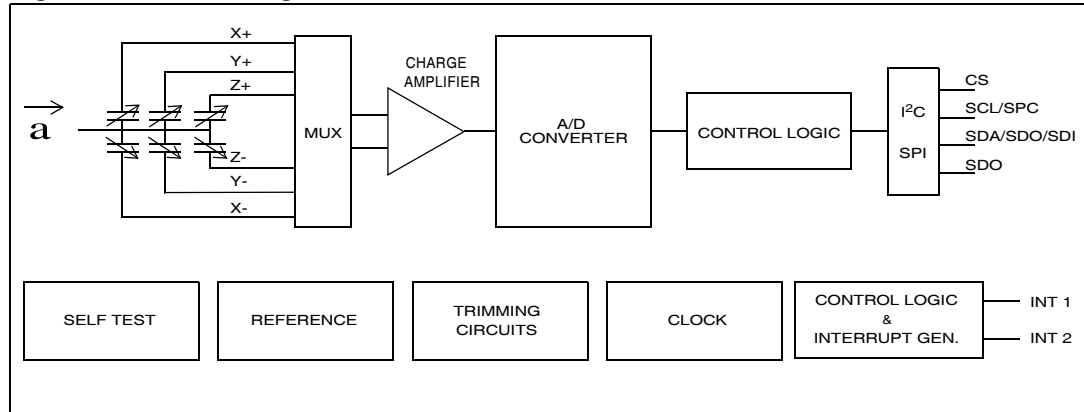 X+
Y+
Z+
a
Z-
Y-
X-
MUX
CHARGE
AMPLIFIER
A/D
CONVERTER
CONTROL LOGIC
I²C
SPI
CS
SCL/SPC
SDA/SDO/SDI
SDO
SELF TEST
REFERENCE
TRIMMING
CIRCUITS
CLOCK
CONTROL LOGIC
&
INTERRUPT GEN.
INT 1
INT 2